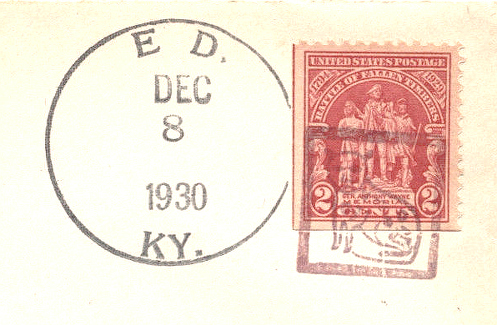 E D.
DEC
8
1930
KY.
UNITED STATES POSTAGE
1794 1929
BATTLE OF FALLEN TIMBERS
GEN. ANTHONY WAYNE
MEMORIAL
2 CENTS 2